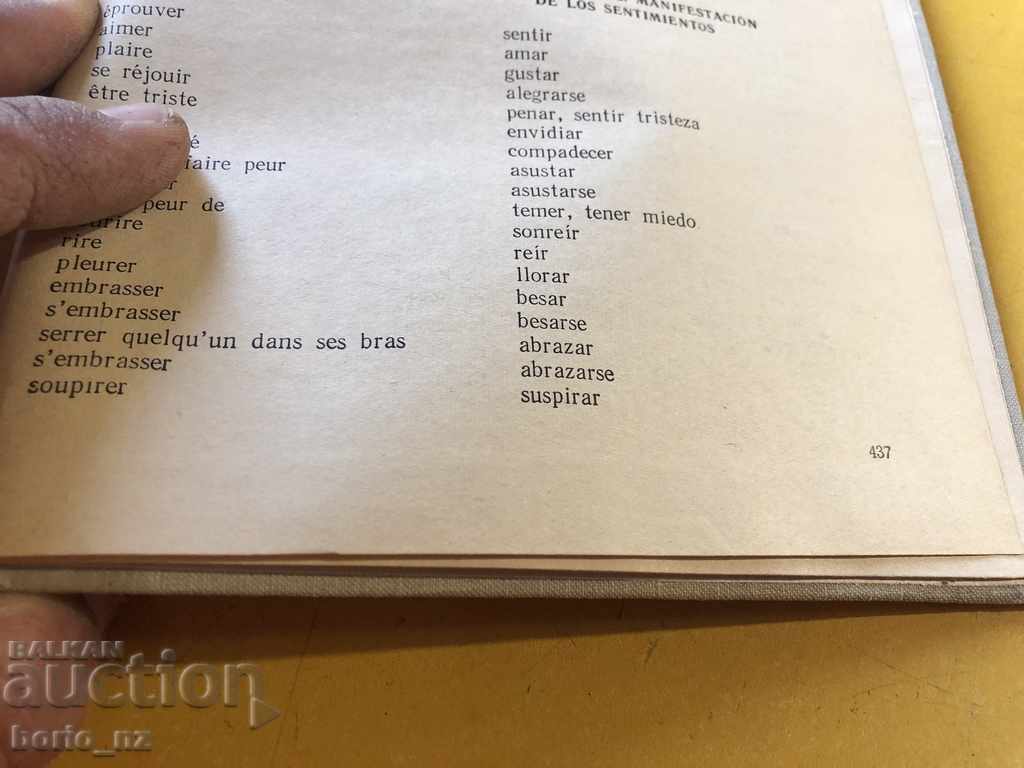 MANIFESTACIÓN
DE LOS SENTIMIENTOS
éprouver
aimer
plaire
se réjouir
être triste
é
faire peur
peur de
rire
pleurer
embrasser
s'embrasser
serrer quelqu'un dans ses bras
s'embrasser
soupirer
sentir
amar
gustar
alegrarse
penar, sentir tristeza
envidiar
compadecer
asustar
asustarse
temer, tener miedo
sonreír
reír
llorar
besar
besarse
abrazar
abrazarse
suspirar
437
BALKAN
auction
borio_nz